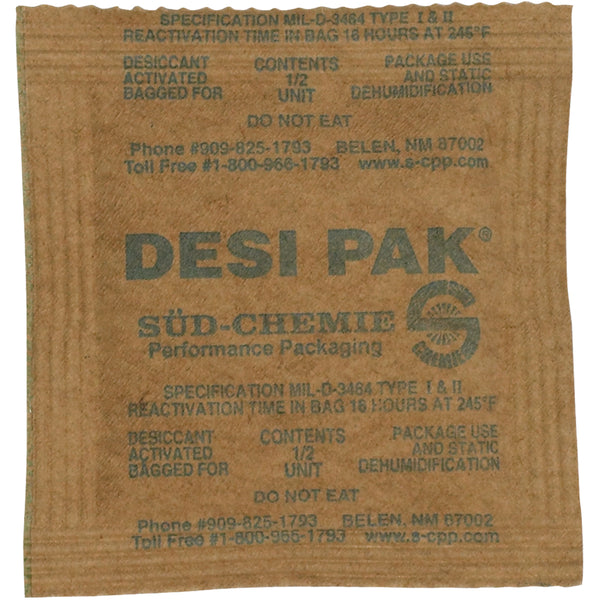 SPECIFICATION MIL-D-3464 TYPE I & II
REACTIVATION TIME IN BAG 16 HOURS AT 245°F
DESICCANT CONTENTS PACKAGE USE
ACTIVATED 1/2 AND STATIC
BAGGED FOR UNIT DEHUMIDIFICATION
DO NOT EAT
Phone #909-825-1793 BELEN, NM 87002
Toll Free #1-800-966-1793 www.s-cpp.com
DESI PAK®
SÜD-CHEMIE
Performance Packaging
SPECIFICATION MIL-D-3464 TYPE I & II
REACTIVATION TIME IN BAG 16 HOURS AT 245°F
DESICCANT CONTENTS PACKAGE USE
ACTIVATED 1/2 AND STATIC
BAGGED FOR UNIT DEHUMIDIFICATION
DO NOT EAT
Phone #909-825-1793 BELEN, NM 87002
Toll Free #1-800-966-1793 www.s-cpp.com